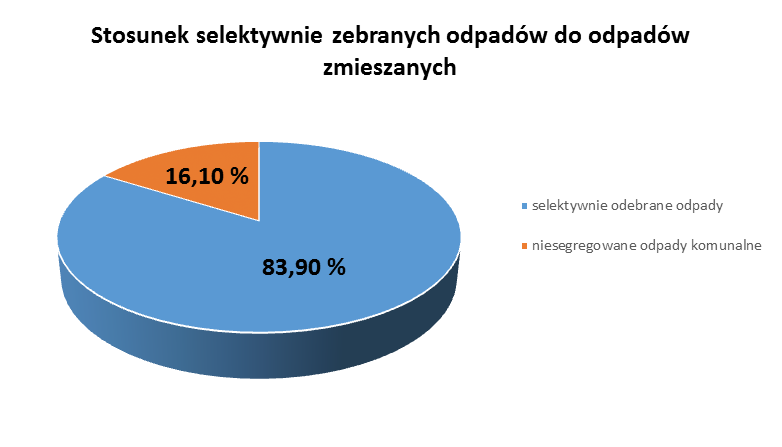 Stosunek selektywnie zebranych odpadów do odpadów
zmieszanych
16,10 %
83,90 %
selektywnie odebrane odpady
niesegregowane odpady komunalne